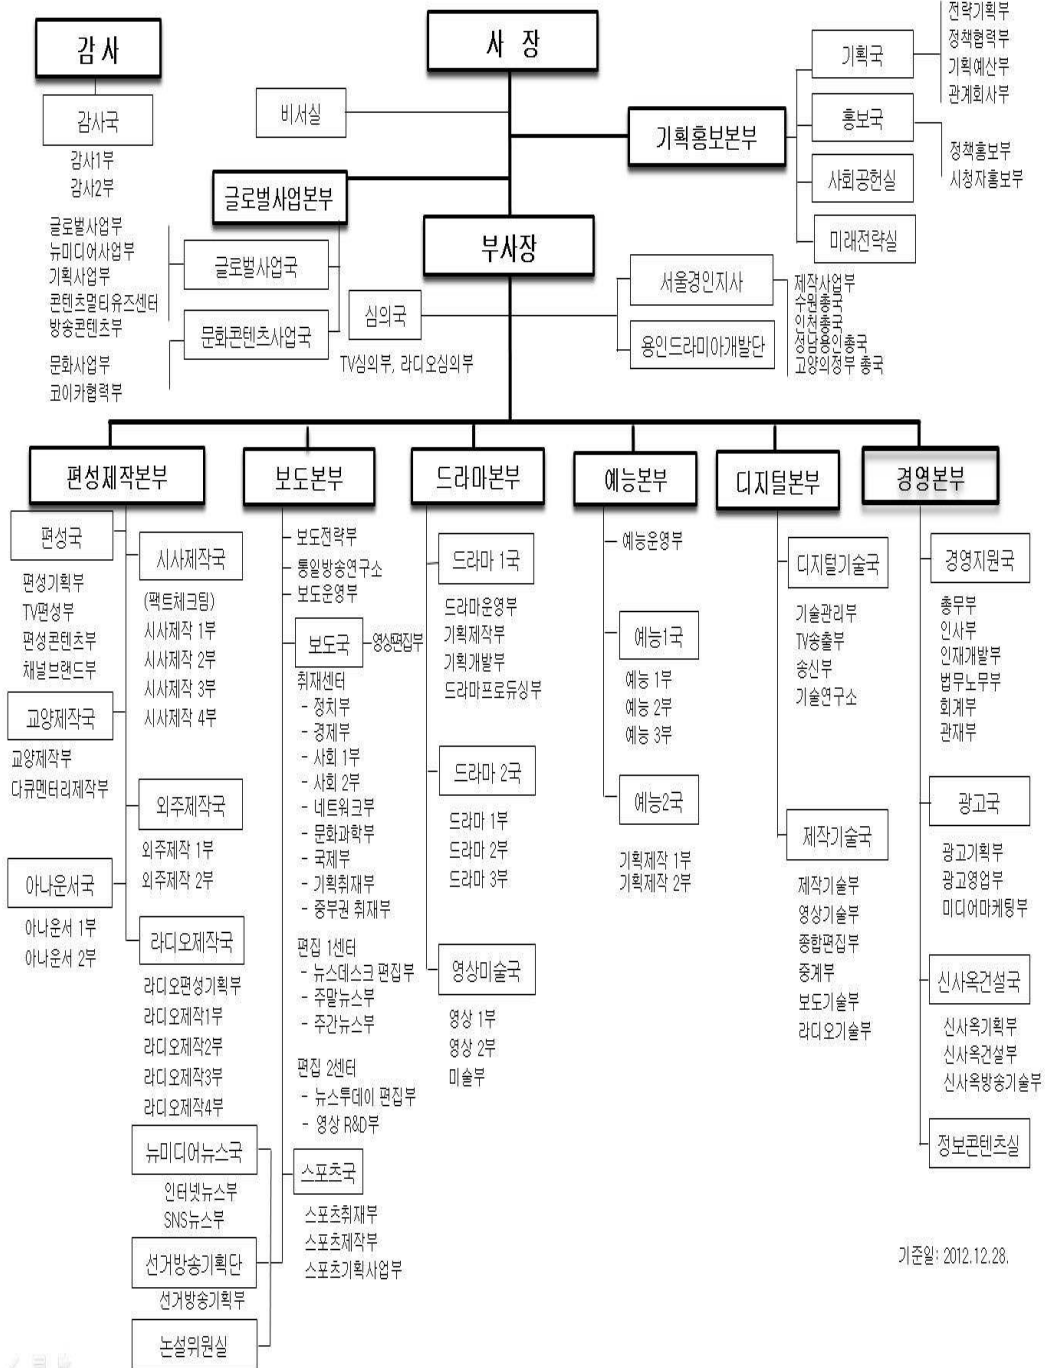 감 사
감사국
감사1부
감사2부
사 장
비서실
기획홍보본부
기획국
전략기획부
정책협력부
기획예산부
관계회사부
홍보국
정책홍보부
시청자홍보부
사회공헌실
미래전략실
글로벌사업본부
글로벌사업국
글로벌사업부
뉴미디어사업부
기획사업부
콘텐츠멀티유즈센터
방송콘텐츠부
문화콘텐츠사업국
문화사업부
코이카협력부
부사장
심의국
TV심의부, 라디오심의부
서울경인지사
제작사업부
수원총국
인천총국
성남용인총국
고양의정부 총국
용인드라미아개발단
편성제작본부
편성국
편성기획부
TV편성부
편성콘텐츠부
채널브랜드부
시사제작국
(팩트체크팀)
시사제작 1부
시사제작 2부
시사제작 3부
시사제작 4부
교양제작국
교양제작부
다큐멘터리제작부
외주제작국
외주제작 1부
외주제작 2부
아나운서국
아나운서 1부
아나운서 2부
라디오제작국
라디오편성기획부
라디오제작1부
라디오제작2부
라디오제작3부
라디오제작4부
보도본부
보도전략부
통일방송연구소
보도운영부
보도국
영상편집부
취재센터
- 정치부
- 경제부
- 사회 1부
- 사회 2부
- 네트워크부
- 문화과학부
- 국제부
- 기획취재부
- 중부권 취재부
편집 1센터
- 뉴스데스크 편집부
- 주말뉴스부
- 주간뉴스부
편집 2센터
- 뉴스투데이 편집부
- 영상 R&D부
스포츠국
스포츠취재부
스포츠제작부
스포츠기획사업부
뉴미디어뉴스국
인터넷뉴스부
SNS뉴스부
선거방송기획단
선거방송기획부
논설위원실
드라마본부
드라마 1국
드라마운영부
기획제작부
기획개발부
드라마프로듀싱부
드라마 2국
드라마 1부
드라마 2부
드라마 3부
영상미술국
영상 1부
영상 2부
미술부
예능본부
예능운영부
예능1국
예능 1부
예능 2부
예능 3부
예능2국
기획제작 1부
기획제작 2부
디지털본부
디지털기술국
기술관리부
TV송출부
송신부
기술연구소
제작기술국
제작기술부
영상기술부
종합편집부
중계부
보도기술부
라디오기술부
경영본부
경영지원국
총무부
인사부
인재개발부
법무노무부
회계부
관재부
광고국
광고기획부
광고영업부
미디어마케팅부
신사옥건설국
신사옥기획부
신사옥건설부
신사옥방송기술부
정보콘텐츠실
기준일: 2012.12.28.